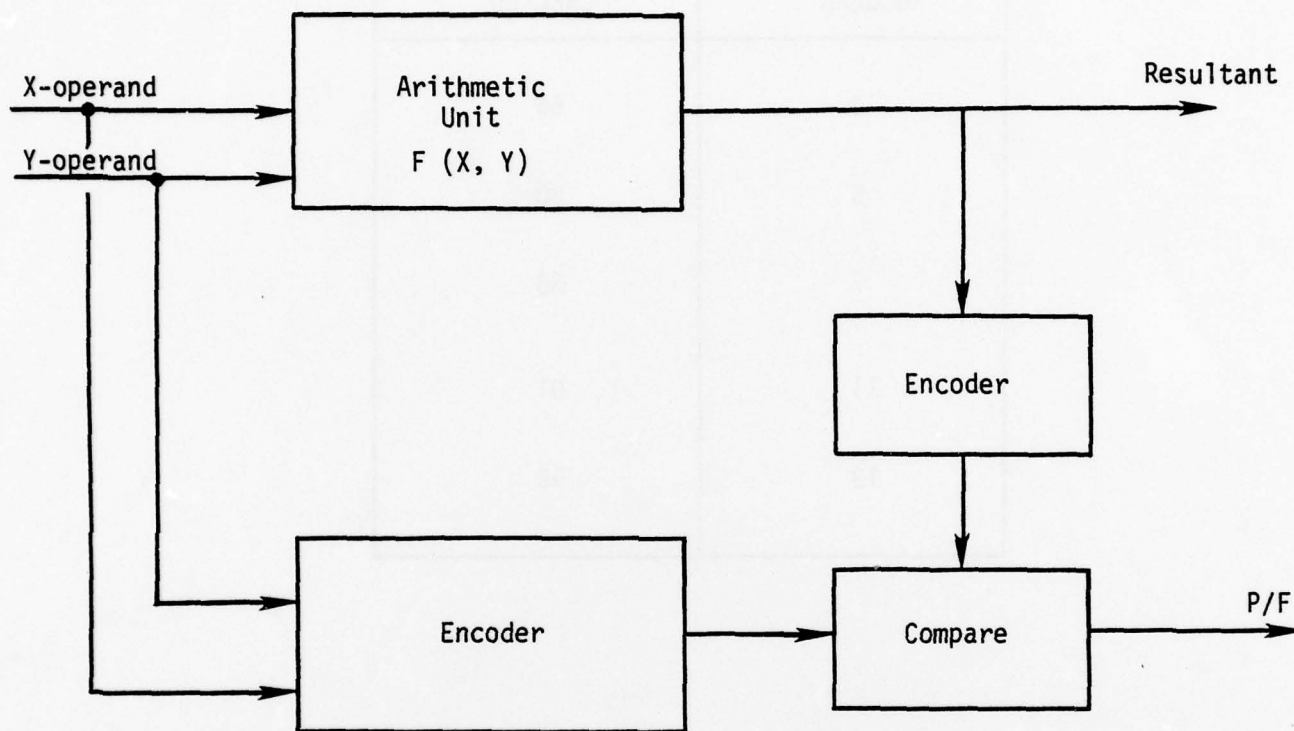 X-operand
Y-operand
Arithmetic
Unit
F (X, Y)
Resultant
Encoder
Encoder
Compare
P/F